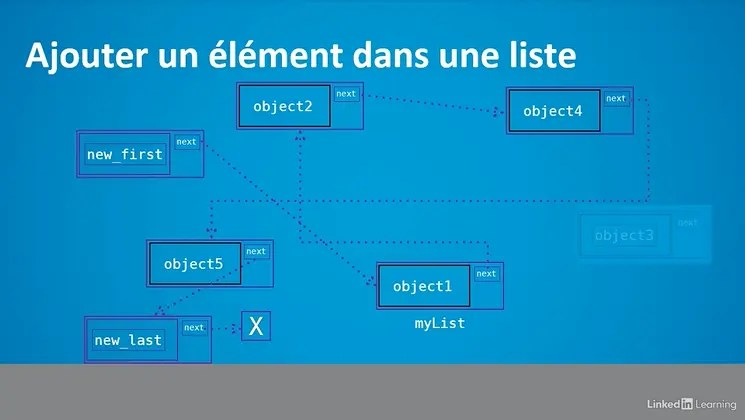 Ajouter un élément dans une liste
object2
next
object4
next
new_first
next
object3
next
object5
next
object1
next
myList
new_last
next
X
LinkedIn Learning